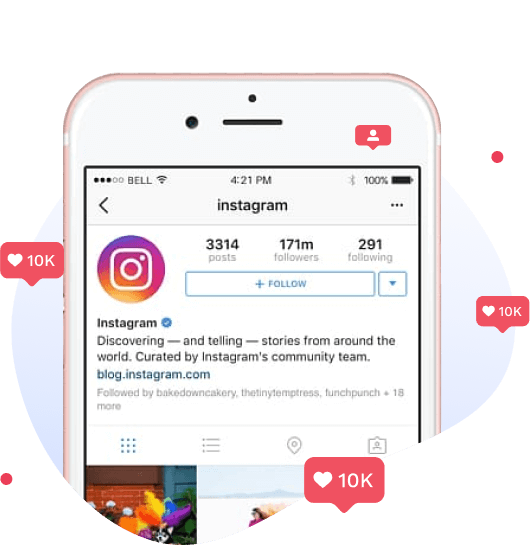 BELL 4:21 PM 100%
instagram
3314 171m 291
posts followers following
+ FOLLOW
Instagram
Discovering — and telling — stories from around the
world. Curated by Instagram's community team.
blog.instagram.com
Followed by bakedowncakery, thetinytemptress, funchpunch + 18
more
10K
10K
10K